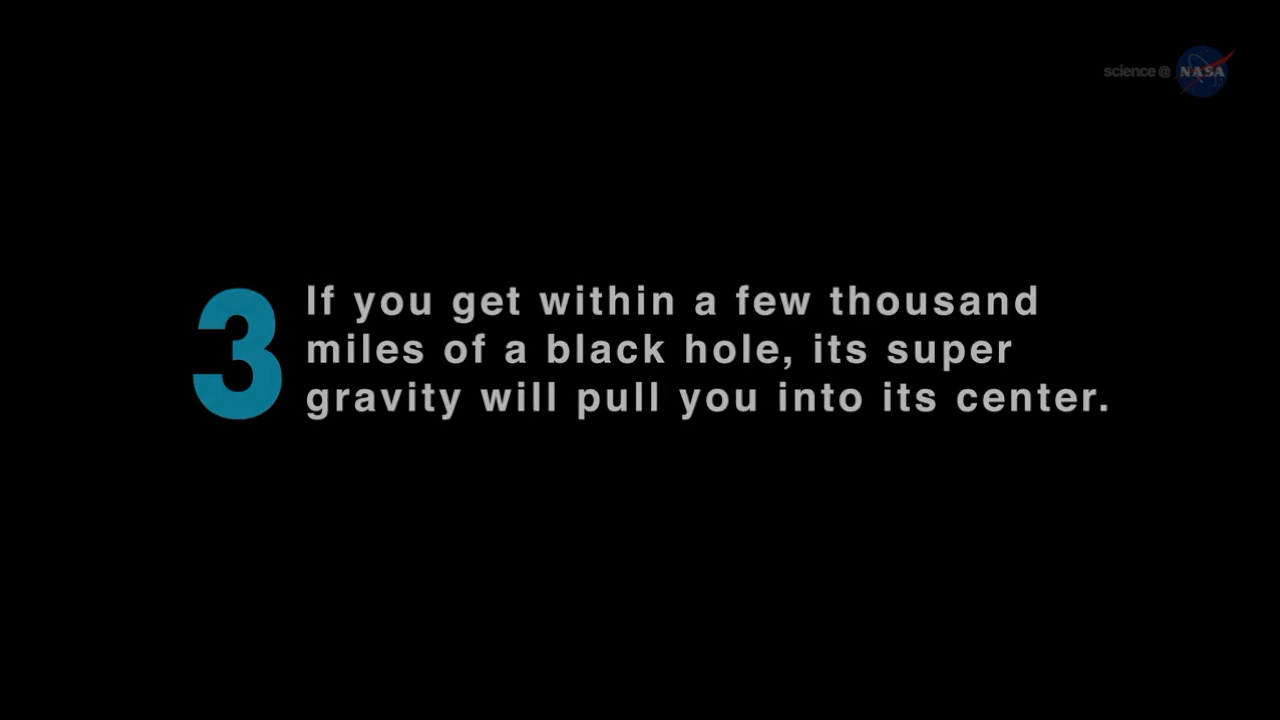 science@ NASA
3
If you get within a few thousand
miles of a black hole, its super
gravity will pull you into its center.